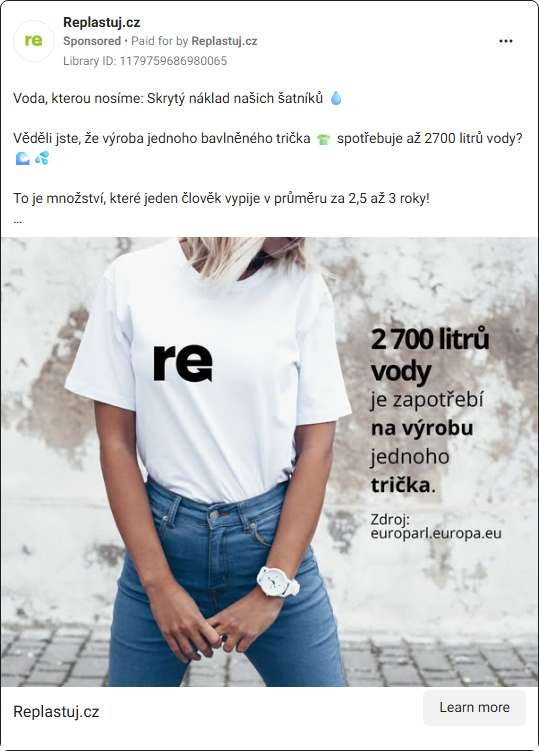 re
Replastuj.cz
Sponsored • Paid for by Replastuj.cz
Library ID: 1179759686980065
Voda, kterou nosíme: Skrytý náklad našich šatníků 💧
Věděli jste, že výroba jednoho bavlněného trička 👕 spotřebuje až 2700 litrů vody?
🌊 💦
To je množství, které jeden člověk vypije v průměru za 2,5 až 3 roky!
...
re
2 700 litrů
vody
je zapotřebí
na výrobu
jednoho
trička.
Zdroj:
europarl.europa.eu
Replastuj.cz
Learn more